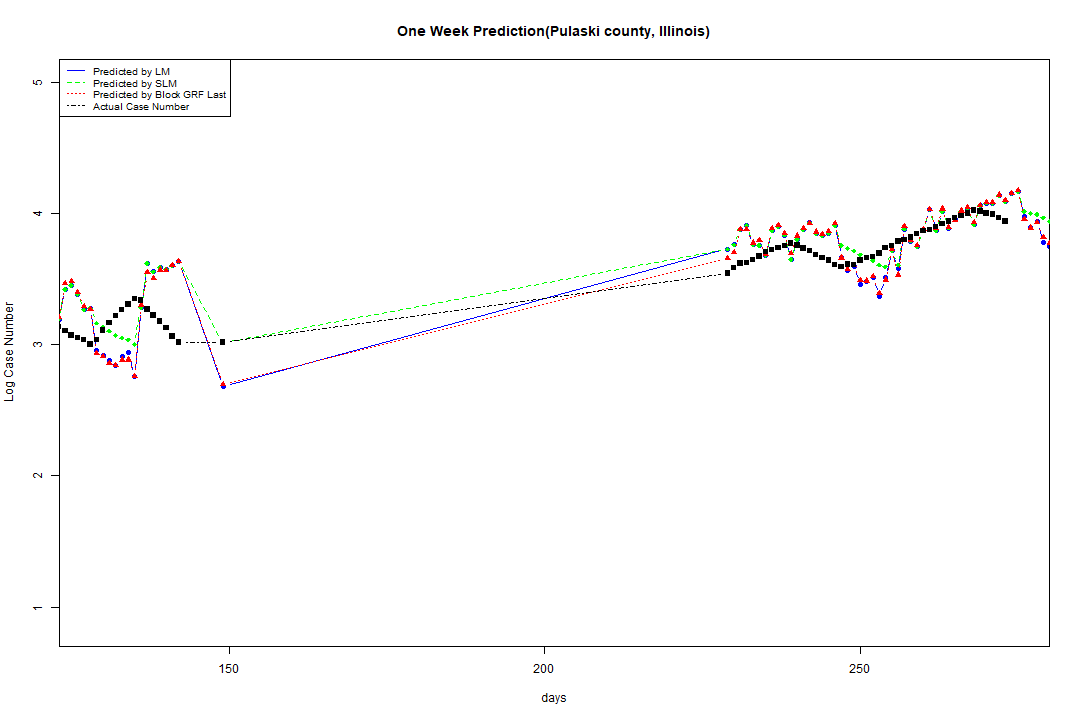 One Week Prediction(Pulaski county, Illinois)
Predicted by LM
Predicted by SLM
Predicted by Block GRF Last
Actual Case Number
5
4
3
2
1
Log Case Number
150 200 250
days